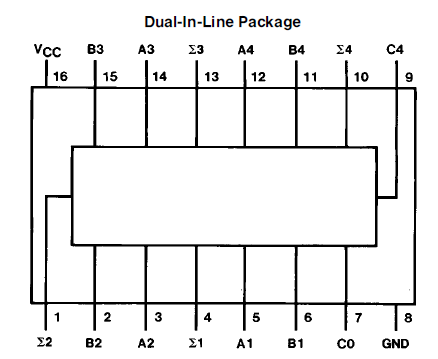 Dual-In-Line Package
VCC B3 A3 Σ3 A4 B4 Σ4 C4
16 15 14 13 12 11 10 9
1 2 3 4 5 6 7 8
Σ2 B2 A2 Σ1 A1 B1 C0 GND